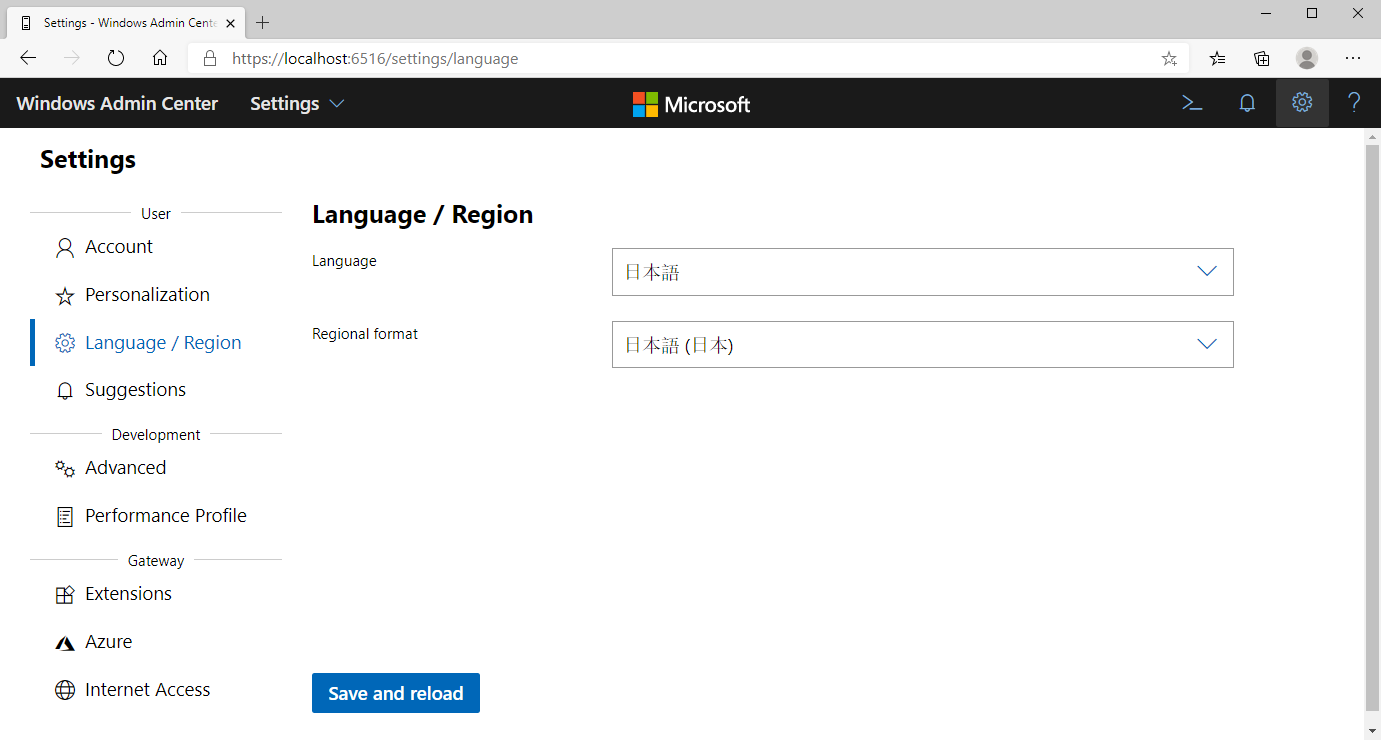 Settings - Windows Admin Cente
https://localhost:6516/settings/language
Windows Admin Center
Settings
Microsoft
Settings
User
Account
Personalization
Language / Region
Suggestions
Development
Advanced
Performance Profile
Gateway
Extensions
Azure
Internet Access
Language / Region
Language
日本語
Regional format
日本語 (日本)
Save and reload